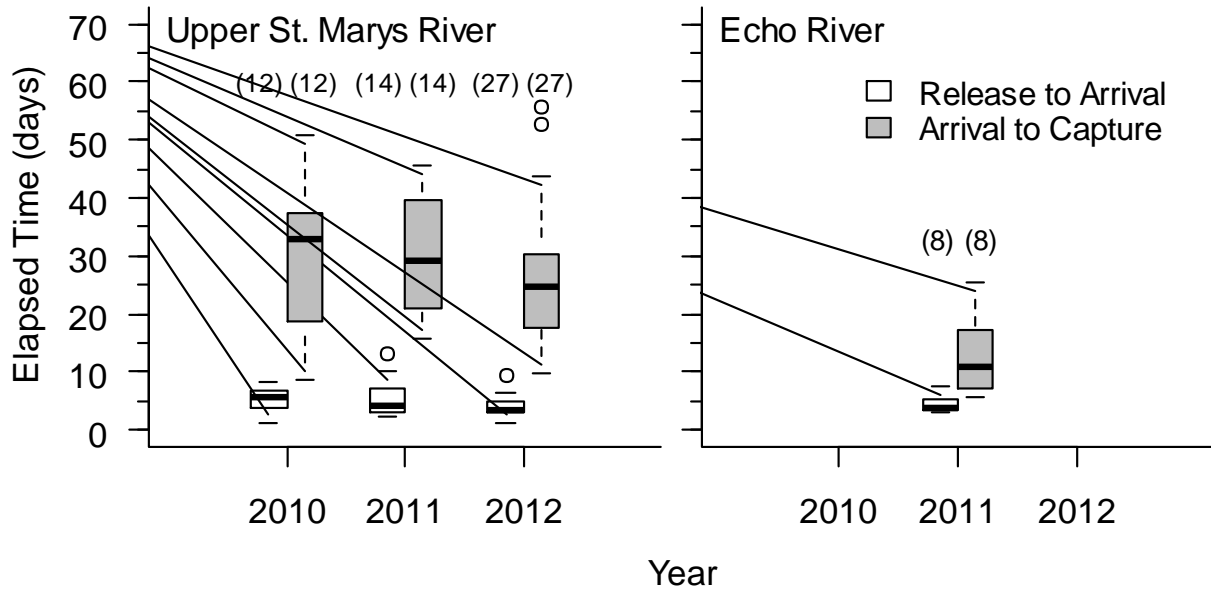 Upper St. Marys River
Echo River
Elapsed Time (days)
70
60
50
40
30
20
10
0
(12) (12) (14) (14) (27) (27)
(8) (8)
Release to Arrival
Arrival to Capture
2010 2011 2012
2010 2011 2012
Year